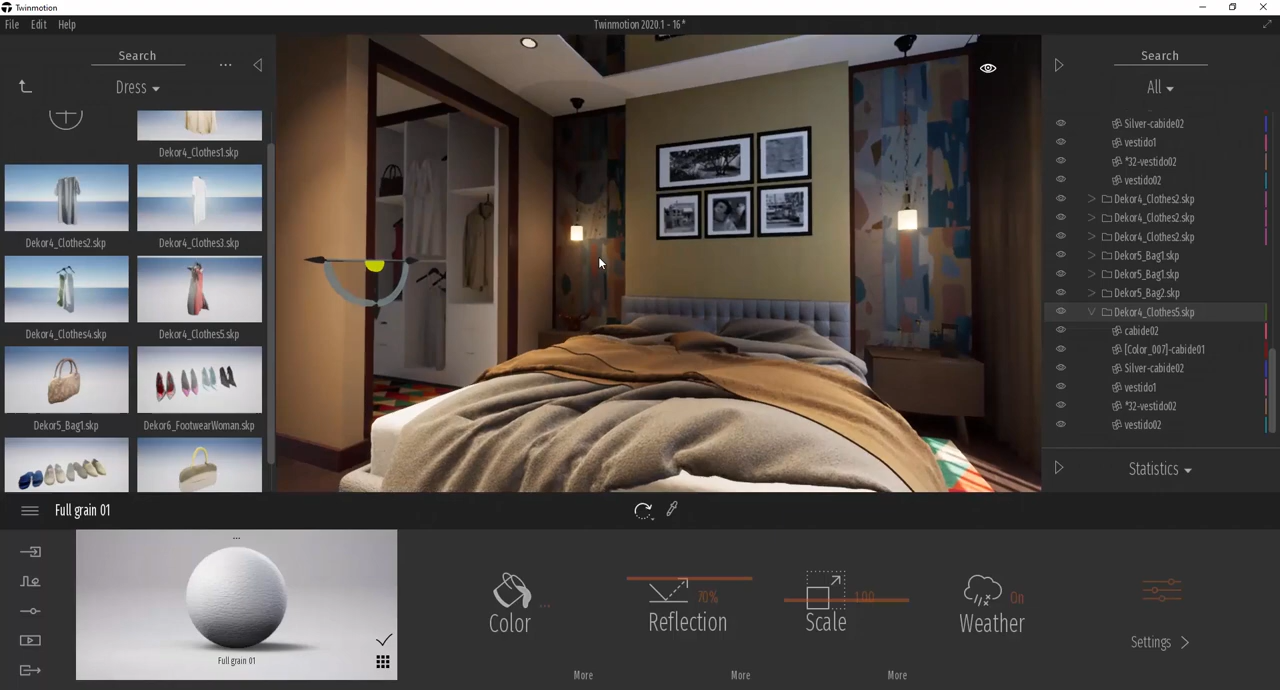 Twinmotion
File Edit Help
Twinmotion 2020.1 - 16*
Search
...
Dress
Dekor4_Clothes1.skp
Dekor4_Clothes2.skp
Dekor4_Clothes3.skp
Dekor4_Clothes4.skp
Dekor4_Clothes5.skp
Dekor5_Bag1.skp
Dekor6_FootwearWoman.skp
Search
All
Silver-cabide02
vestido1
*32-vestido02
vestido02
Dekor4_Clothes2.skp
Dekor4_Clothes2.skp
Dekor4_Clothes2.skp
Dekor5_Bag1.skp
Dekor5_Bag1.skp
Dekor5_Bag2.skp
Dekor4_Clothes5.skp
cabide02
[Color_007]-cabide01
Silver-cabide02
vestido1
*32-vestido02
vestido02
Statistics
Full grain 01
...
Full grain 01
Color
...
More
70%
Reflection
More
1.00
Scale
More
On
Weather
Settings